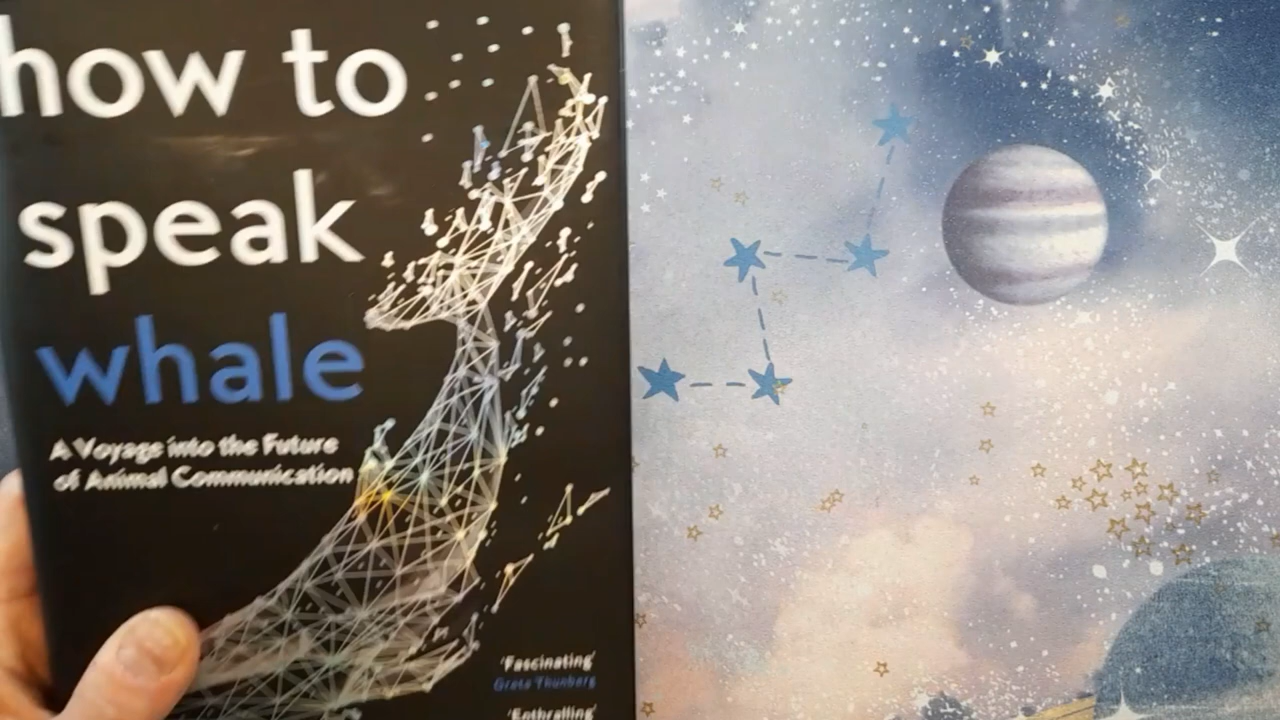 how to
speak
whale
A Voyage into the Future
of Animal Communication
'Fascinating'
Greta Thunberg
'Enthralling'